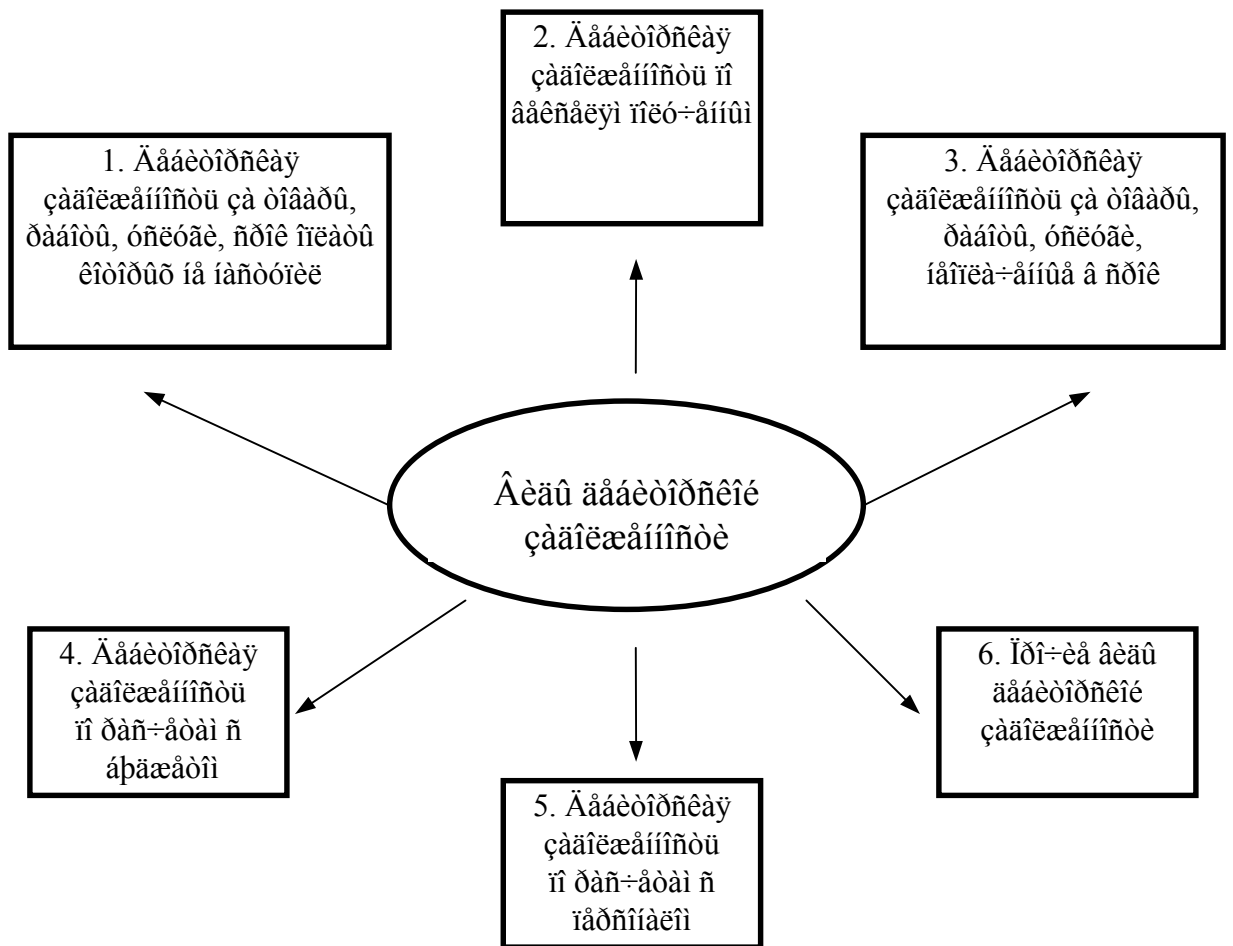 1. Äåáèòîðñêàÿ
çàäîëæåííîñòü çà òîâàðû,
ðàáîòû, óñëóãè, ñðîê îïëàòû
êîòîðûõ íå íàñòóïèë
2. Äåáèòîðñêàÿ
çàäîëæåííîñòü ïî
âåêñåëÿì ïîëó÷åííûì
3. Äåáèòîðñêàÿ
çàäîëæåííîñòü çà òîâàðû,
ðàáîòû, óñëóãè,
íåîïëà÷åííûå â ñðîê
Âèäû äåáèòîðñêîé
çàäîëæåííîñòè
4. Äåáèòîðñêàÿ
çàäîëæåííîñòü
ïî ðàñ÷åòàì ñ
áþäæåòîì
5. Äåáèòîðñêàÿ
çàäîëæåííîñòü
ïî ðàñ÷åòàì ñ
ïåðñîíàëîì
6. Ïðî÷èå âèäû
äåáèòîðñêîé
çàäîëæåííîñòè